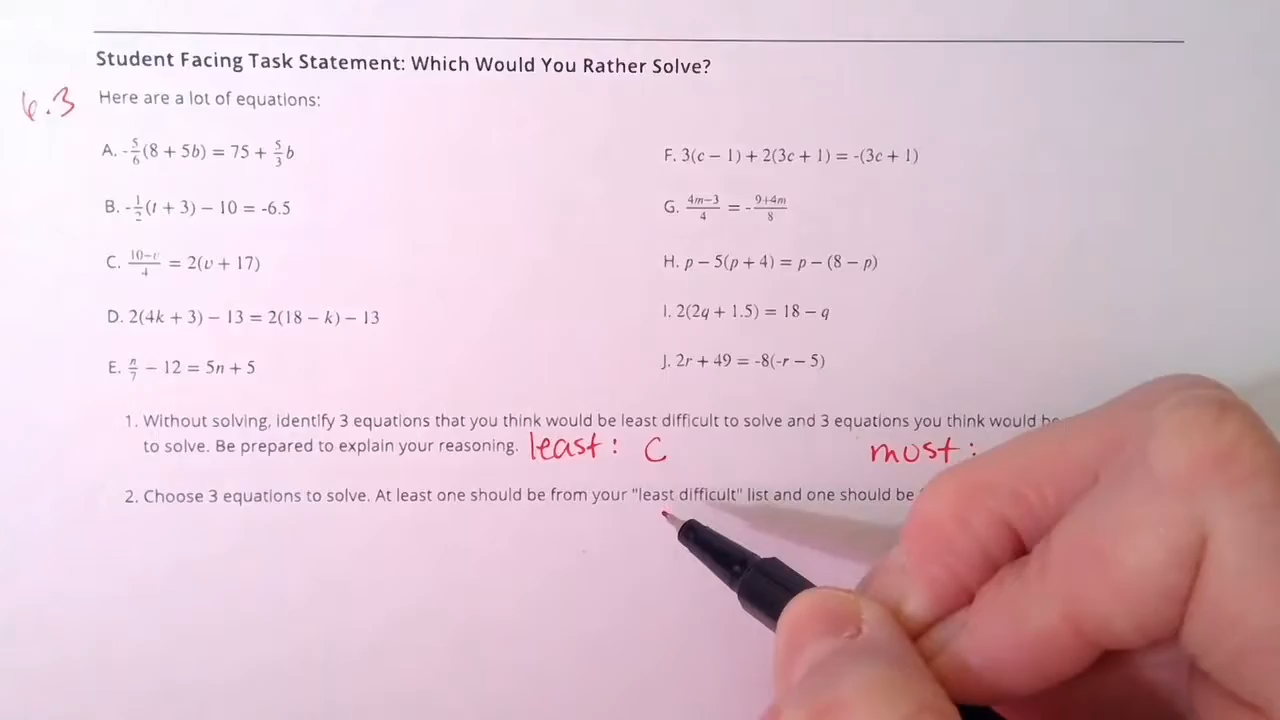 Student Facing Task Statement: Which Would You Rather Solve?
6.3 Here are a lot of equations:
A. -5/6(8 + 5b) = 75 + 5/3b
B. -1/2(t + 3) − 10 = -6.5
C. 10−v/4 = 2(v + 17)
D. 2(4k + 3) − 13 = 2(18 − k) − 13
E. n/7 − 12 = 5n + 5
F. 3(c − 1) + 2(3c + 1) = -(3c + 1)
G. 4m−3/4 = -9+4m/8
H. p − 5(p + 4) = p − (8 − p)
I. 2(2q + 1.5) = 18 − q
J. 2r + 49 = -8(-r − 5)
1. Without solving, identify 3 equations that you think would be least difficult to solve and 3 equations you think would
to solve. Be prepared to explain your reasoning. least: C most:
2. Choose 3 equations to solve. At least one should be from your "least difficult" list and one should be